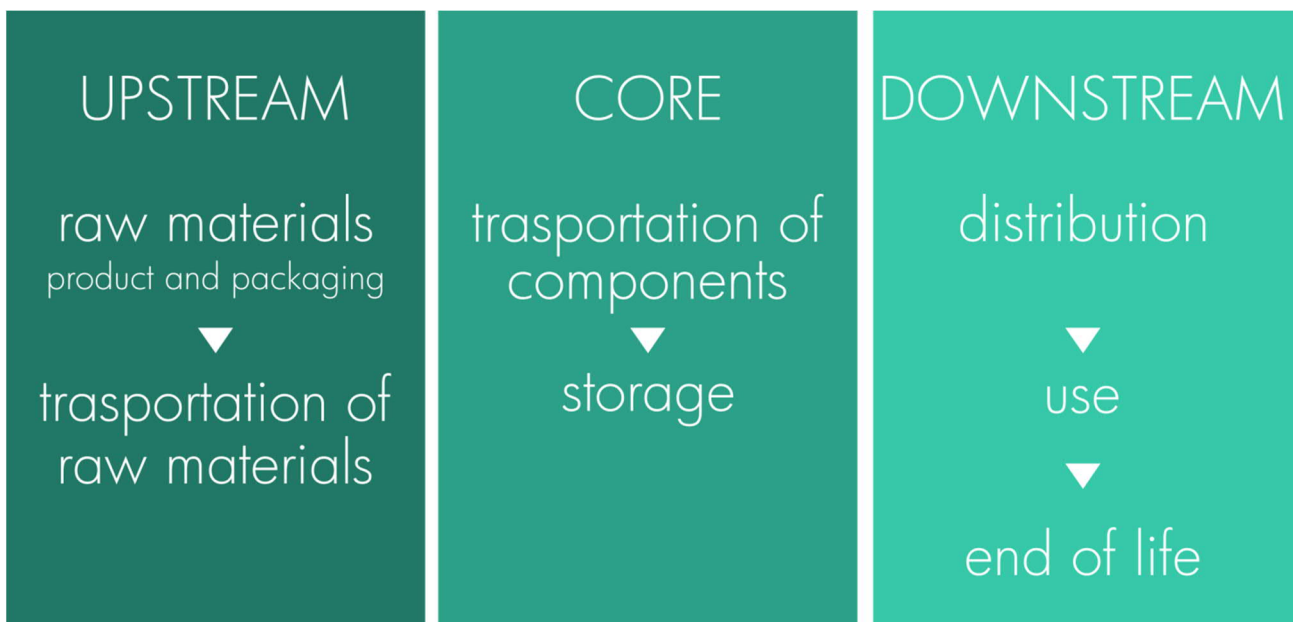 UPSTREAM
raw materials
product and packaging
trasportation of
raw materials
CORE
trasportation of
components
storage
DOWNSTREAM
distribution
use
end of life